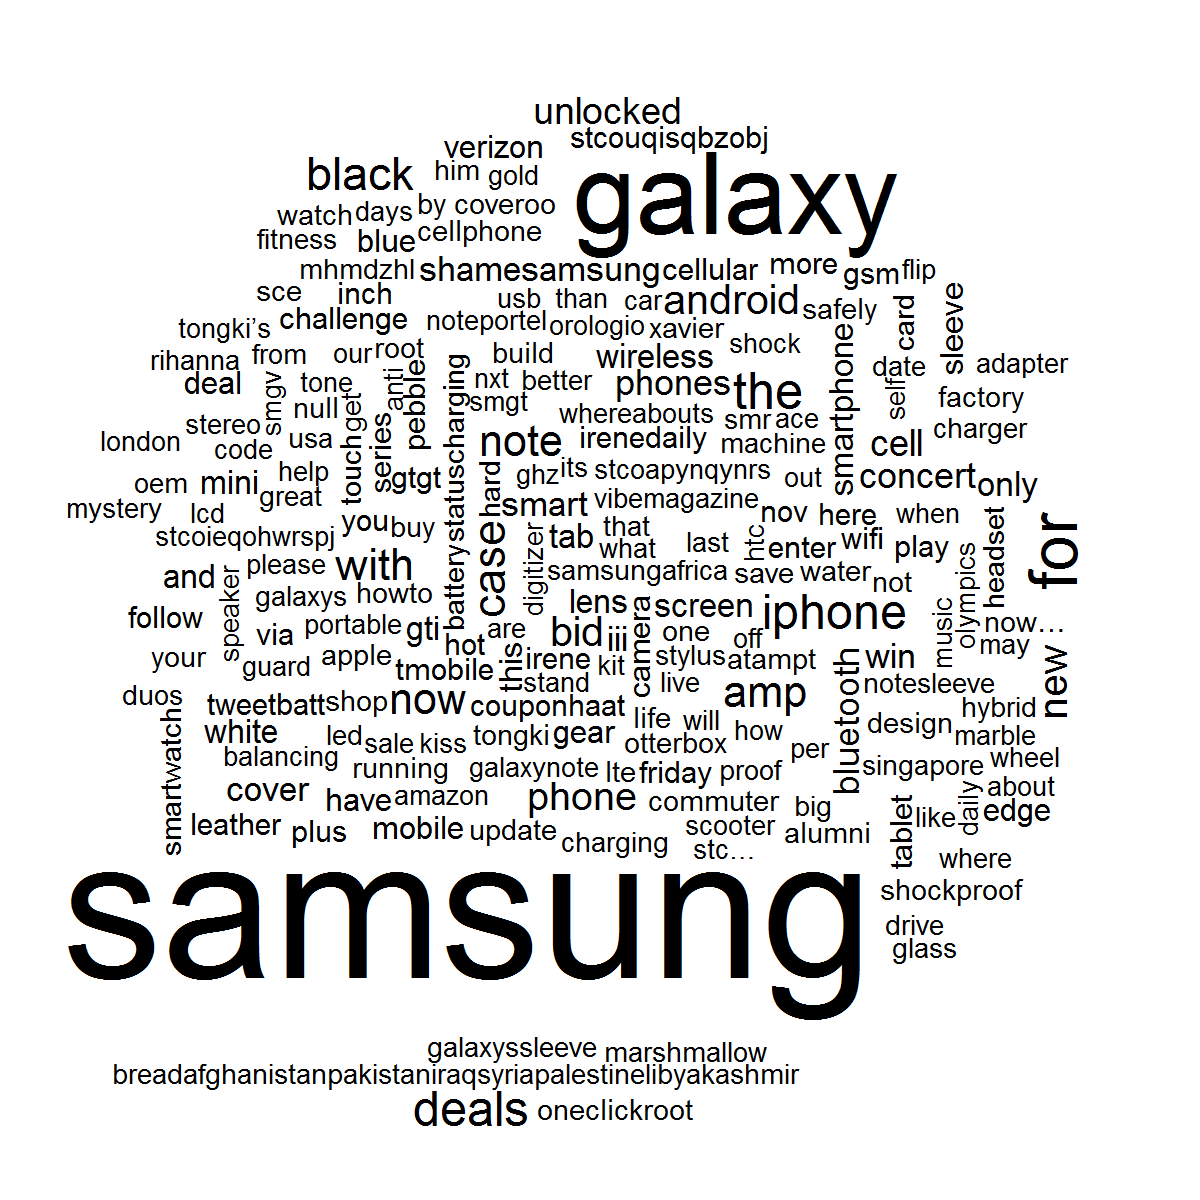 unlocked
stcouqisqbzobj
verizon
black
him
gold
galaxy
watch
days
by
coveroo
fitness
blue
cellphone
mhmdzhl
shamesamsung
cellular
more
gsm
flip
sce
inch
usb
than
car
android
safely
card
sleeve
tongki’s
challenge
noteportel
orologio
xavier
shock
smartphone
rihanna
from
our
root
build
wireless
date
adapter
deal
smgv
tone
anti
pebble
statuscharging
nxt
better
phones
the
self
factory
null
get
smgt
whereabouts
smr
ace
stereo
code
usa
touch
series
note
irenedaily
machine
cell
charger
london
oem
mini
help
great
gtgt
hard
ghz
its
stcoapynqynrs
out
concert
only
mystery
lcd
smart
vibemagazine
stcoieqohwrspj
you
buy
case
digitizer
tab
that
what
last
htc
nov
here
when
headset
for
enter
wifi
play
and
please
with
battery
samsungafrica
save
water
not
olympics
follow
speaker
galaxys
howto
lens
screen
iphone
music
now…
via
portable
gti
hot
are
bid
iii
camera
one
off
may
your
guard
apple
tmobile
this
irene
kit
stylus
atampt
bluetooth
win
new
duos
stand
live
amp
notesleeve
tweetbatt
shop
now
couponhaat
life
will
how
design
hybrid
smartwatch
white
led
sale
kiss
tongki
gear
otterbox
per
marble
balancing
running
galaxynote
lte
friday
proof
singapore
wheel
cover
have
amazon
phone
commuter
big
tablet
daily
about
leather
plus
mobile
update
charging
scooter
alumni
like
edge
stc…
where
samsung
shockproof
drive
glass
galaxyssleeve
marshmallow
breadafghanistanpakistaniraqsyriapalestinelibyakashmir
deals
oneclickroot